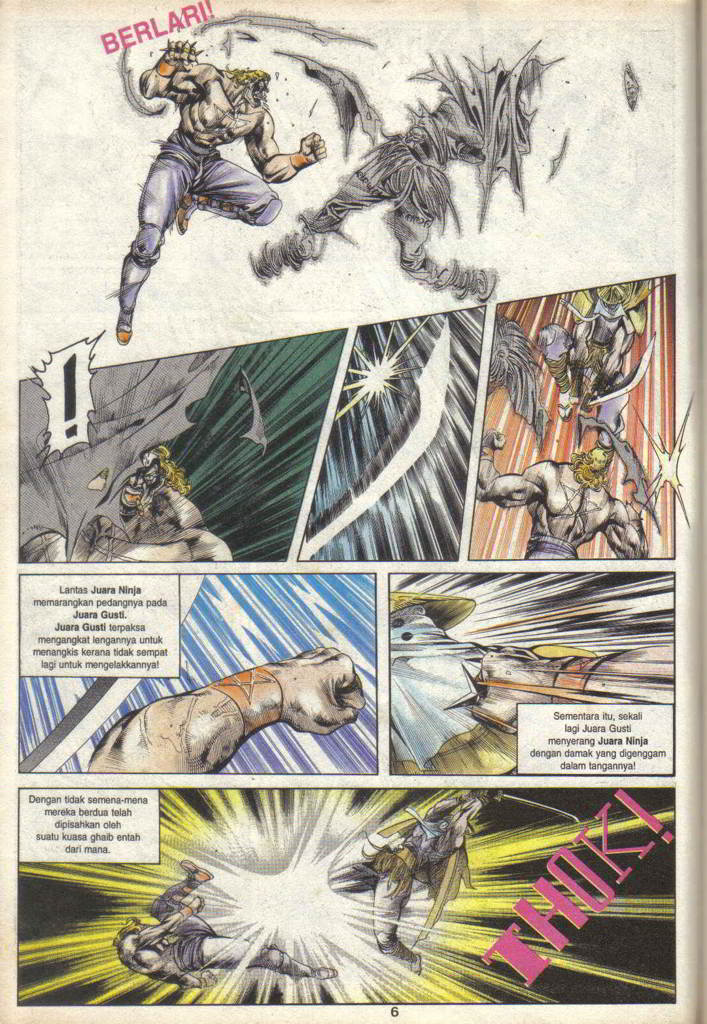 BERLARI!
!
Lantas Juara Ninja
memarangkan pedangnya pada
Juara Gusti.
Juara Gusti terpaksa
mengangkat lengannya untuk
menangkis kerana tidak sempat
lagi untuk mengelakkannya!
Sementara itu, sekali
lagi Juara Gusti
menyerang Juara Ninja
dengan damak yang digenggam
dalam tangannya!
Dengan tidak semena-mena
mereka berdua telah
dipisahkan oleh
suatu kuasa ghaib entah
dari mana.
THOK!
6